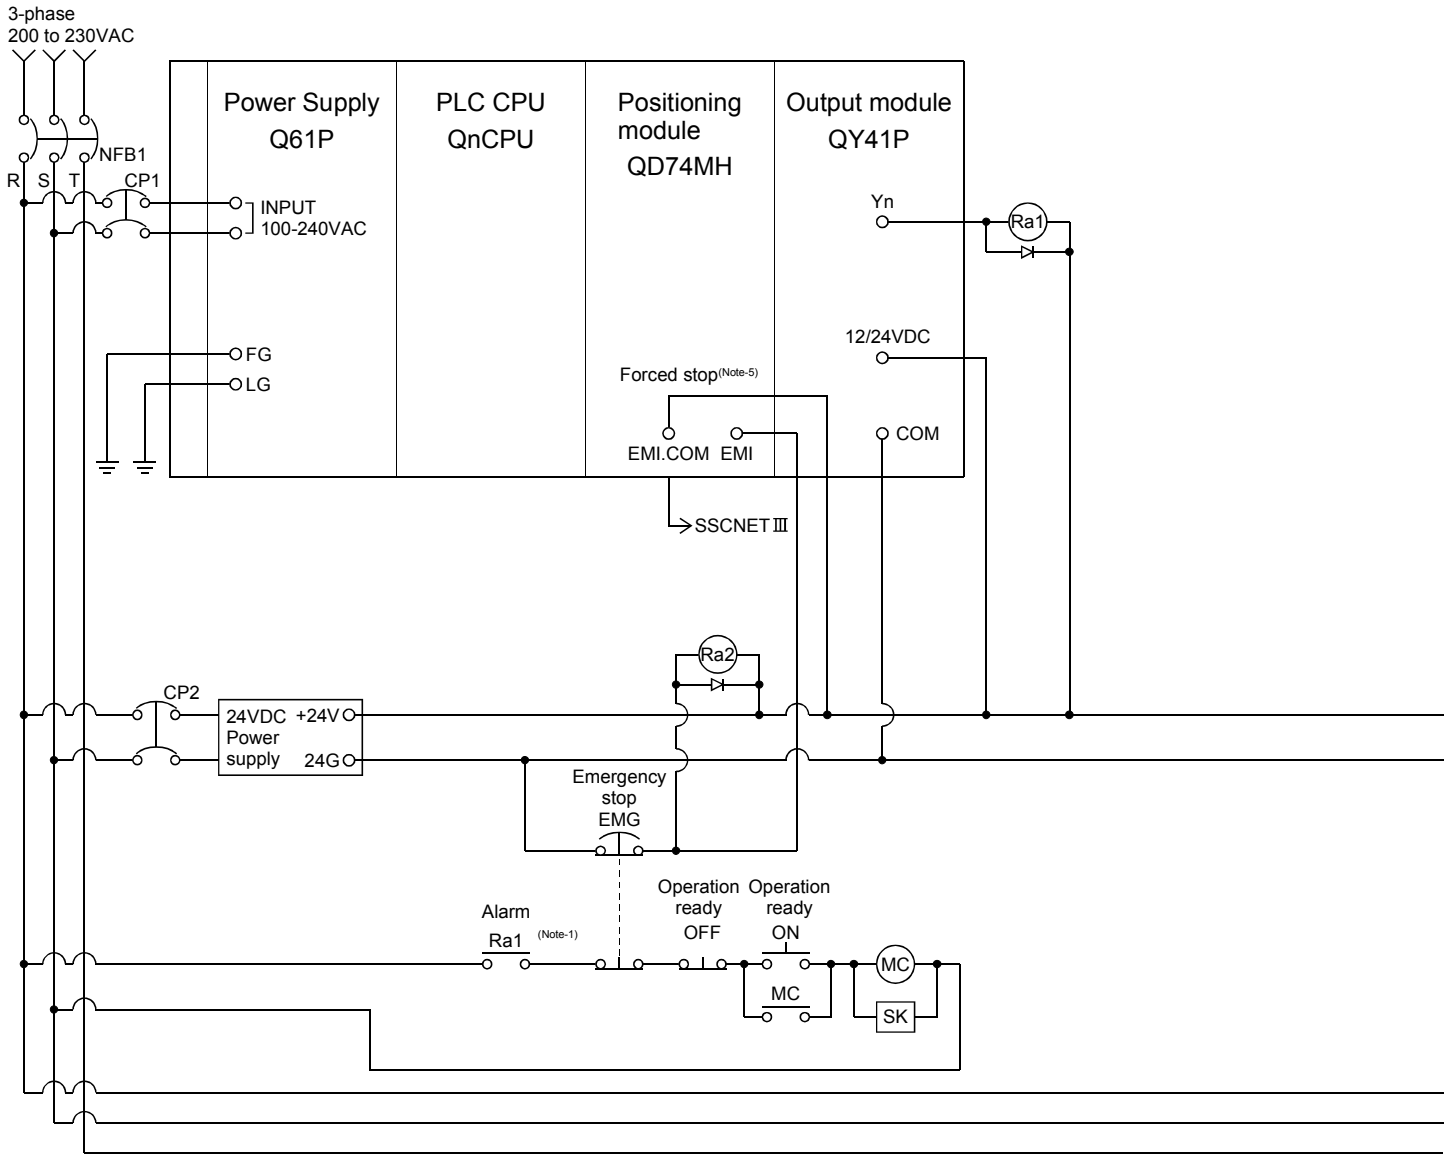 3-phase
200 to 230VAC
NFB1
R
S
T
CP1
Power Supply
Q61P
PLC CPU
QnCPU
Positioning
module
QD74MH
Output module
QY41P
INPUT
100-240VAC
Yn
Ra1
12/24VDC
FG
LG
Forced stop(Note-5)
EMI.COM
EMI
COM
SSCNETⅢ
Ra2
CP2
24VDC
Power
supply
+24V
24G
Emergency
stop
EMG
Alarm
Ra1
(Note-1)
Operation
ready
OFF
Operation
ready
ON
MC
MC
SK